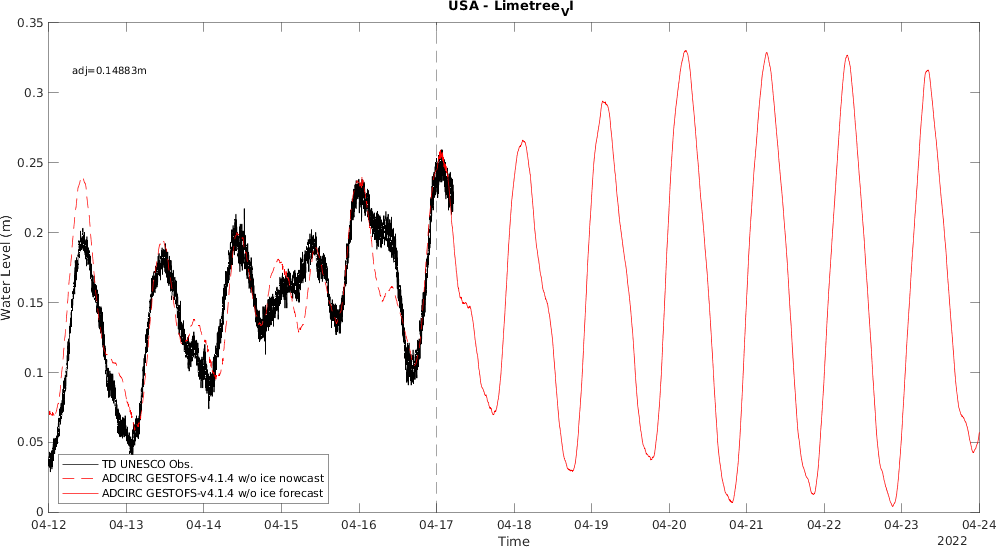 USA - Limetree_VI
0.35
adj=0.14883m
0.3
0.25
0.2
Water Level (m)
0.15
0.1
0.05
TD UNESCO Obs.
ADCIRC GESTOFS-v4.1.4 w/o ice nowcast
ADCIRC GESTOFS-v4.1.4 w/o ice forecast
0
04-12 04-13 04-14 04-15 04-16 04-17 04-18 04-19 04-20 04-21 04-22 04-23 04-24
Time
2022